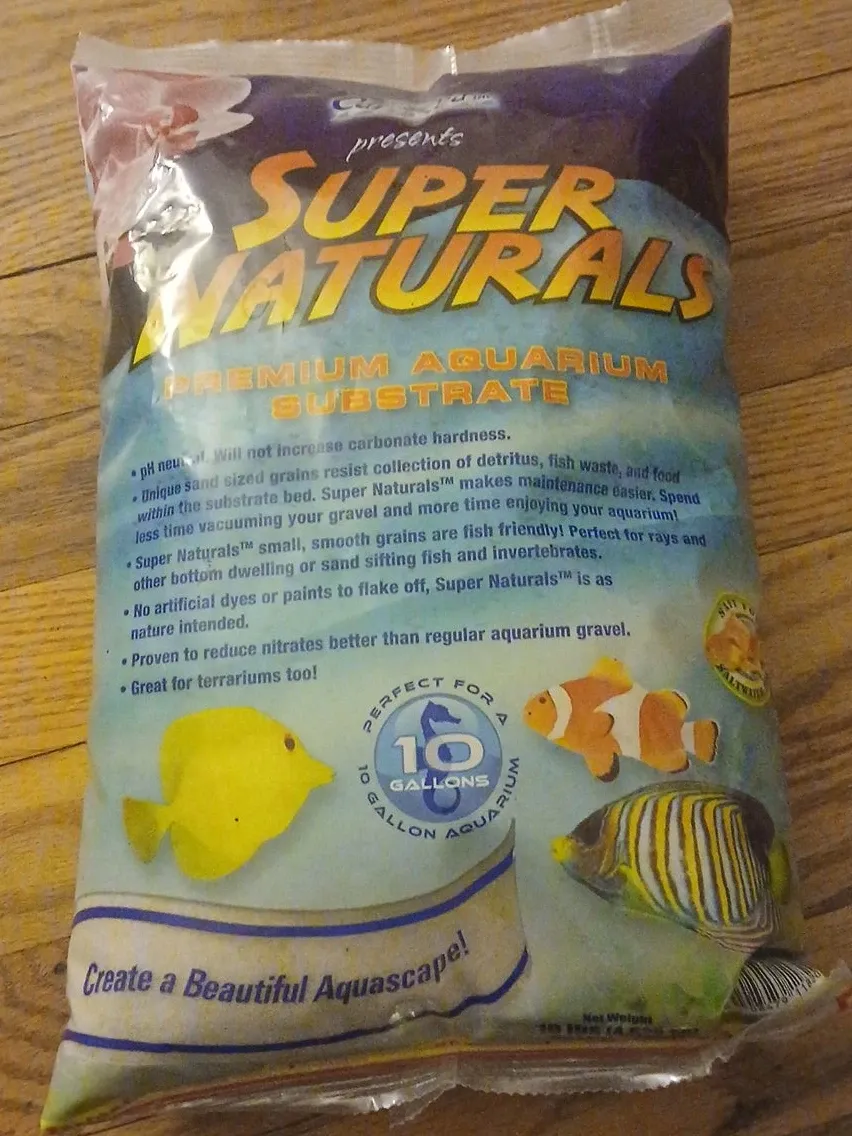 presents
SUPER
NATURALS
PREMIUM AQUARIUM
SUBSTRATE
• pH neutral. Will not increase carbonate hardness.
• Unique sand sized grains resist collection of detritus, fish waste, and food
within the substrate bed. Super Naturals™ makes maintenance easier. Spend
less time vacuuming your gravel and more time enjoying your aquarium!
• Super Naturals™ small, smooth grains are fish friendly! Perfect for rays and
other bottom dwelling or sand sifting fish and invertebrates.
• No artificial dyes or paints to flake off, Super Naturals™ is as
nature intended.
• Proven to reduce nitrates better than regular aquarium gravel.
• Great for terrariums too!
PERFECT FOR A
10
GALLONS
10 GALLON AQUARIUM
SALTWATER
Create a Beautiful Aquascape!
Net Weight